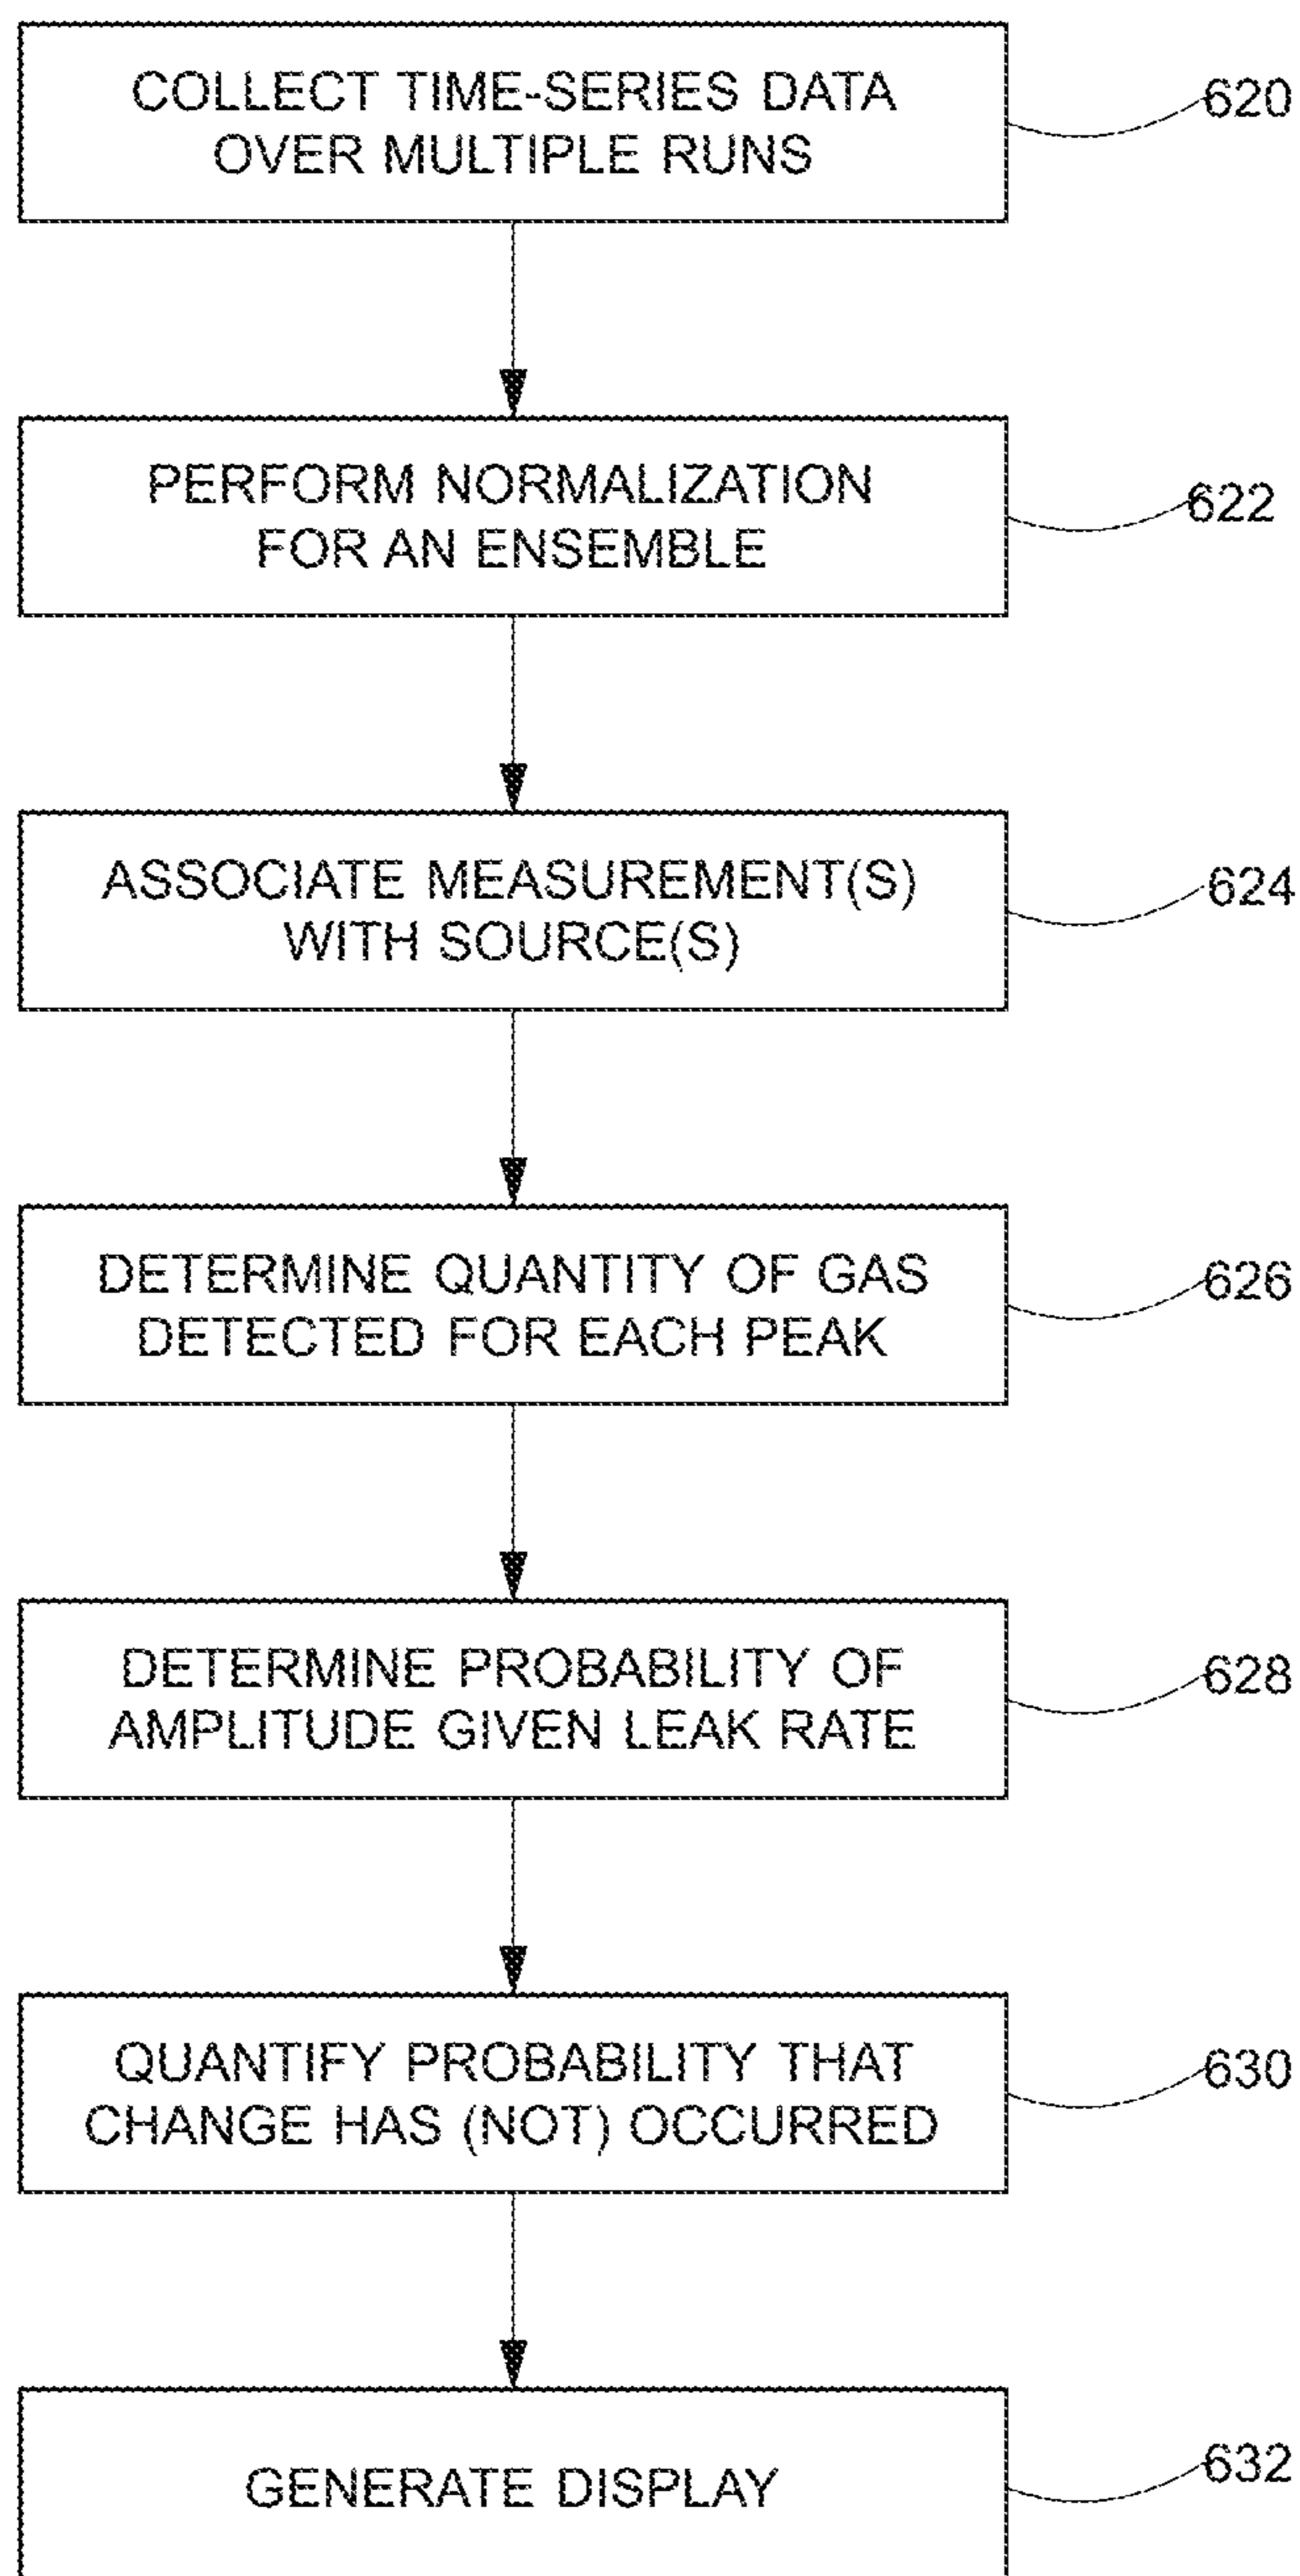 COLLECT TIME-SERIES DATA
OVER MULTIPLE RUNS
620
PERFORM NORMALIZATION
FOR AN ENSEMBLE
622
ASSOCIATE MEASUREMENT(S)
WITH SOURCE(S)
624
DETERMINE QUANTITY OF GAS
DETECTED FOR EACH PEAK
626
DETERMINE PROBABILITY OF
AMPLITUDE GIVEN LEAK RATE
628
QUANTIFY PROBABILITY THAT
CHANGE HAS (NOT) OCCURRED
630
GENERATE DISPLAY
632